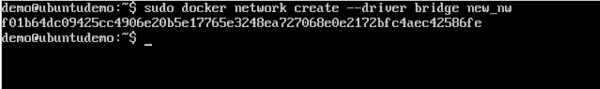 demo@ubuntudemo:~$ sudo docker network create --driver bridge new_nw
f01b64dc09425cc4906e20b5e17765e3248ea727068e0e2172bfc4aec42586fe
demo@ubuntudemo:~$ _